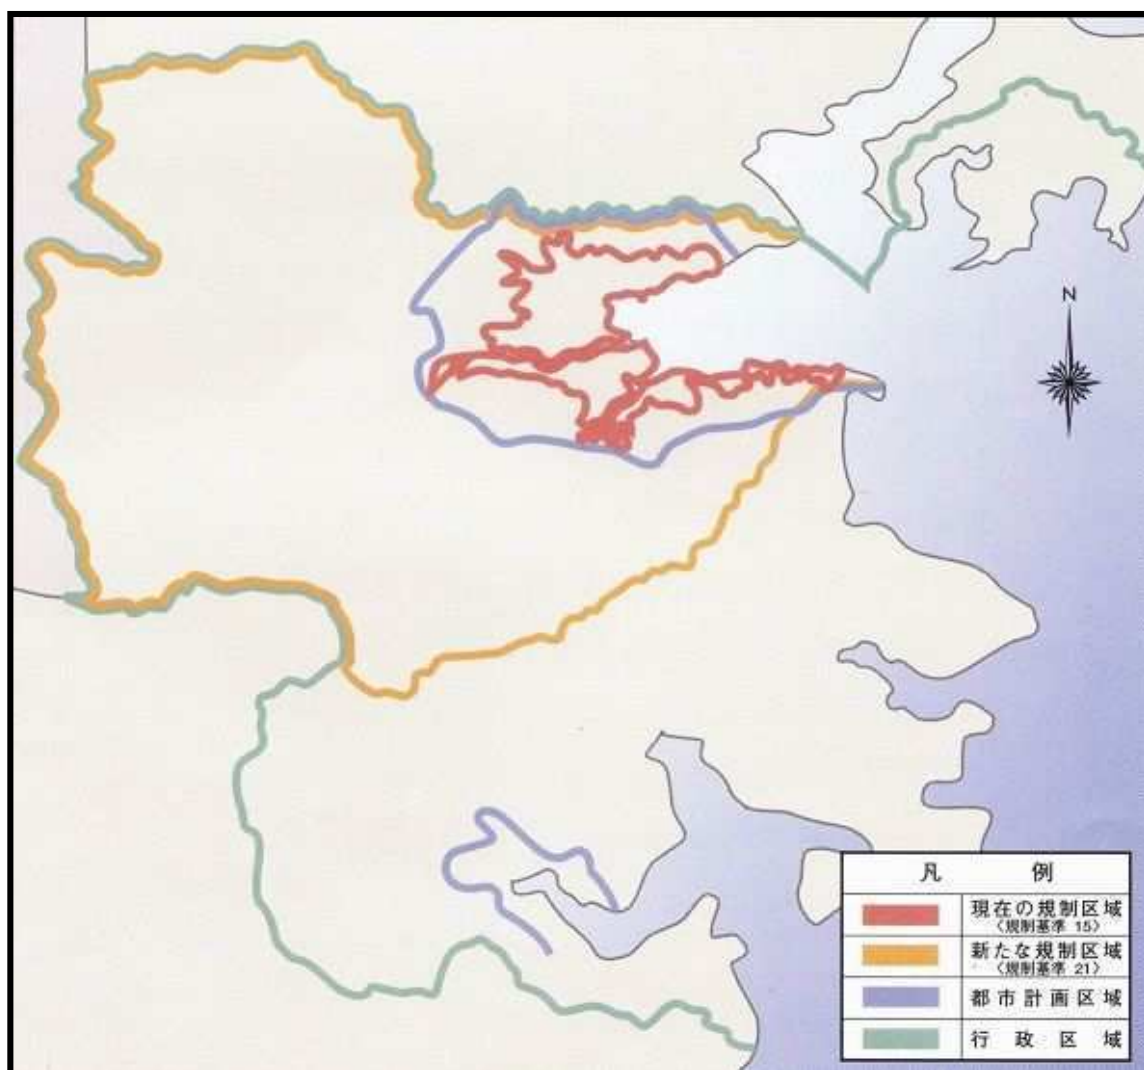 N
凡 例
現在の規制区域
〈規制基準 15〉
新たな規制区域
〈規制基準 21〉
都市計画区域
行政区域